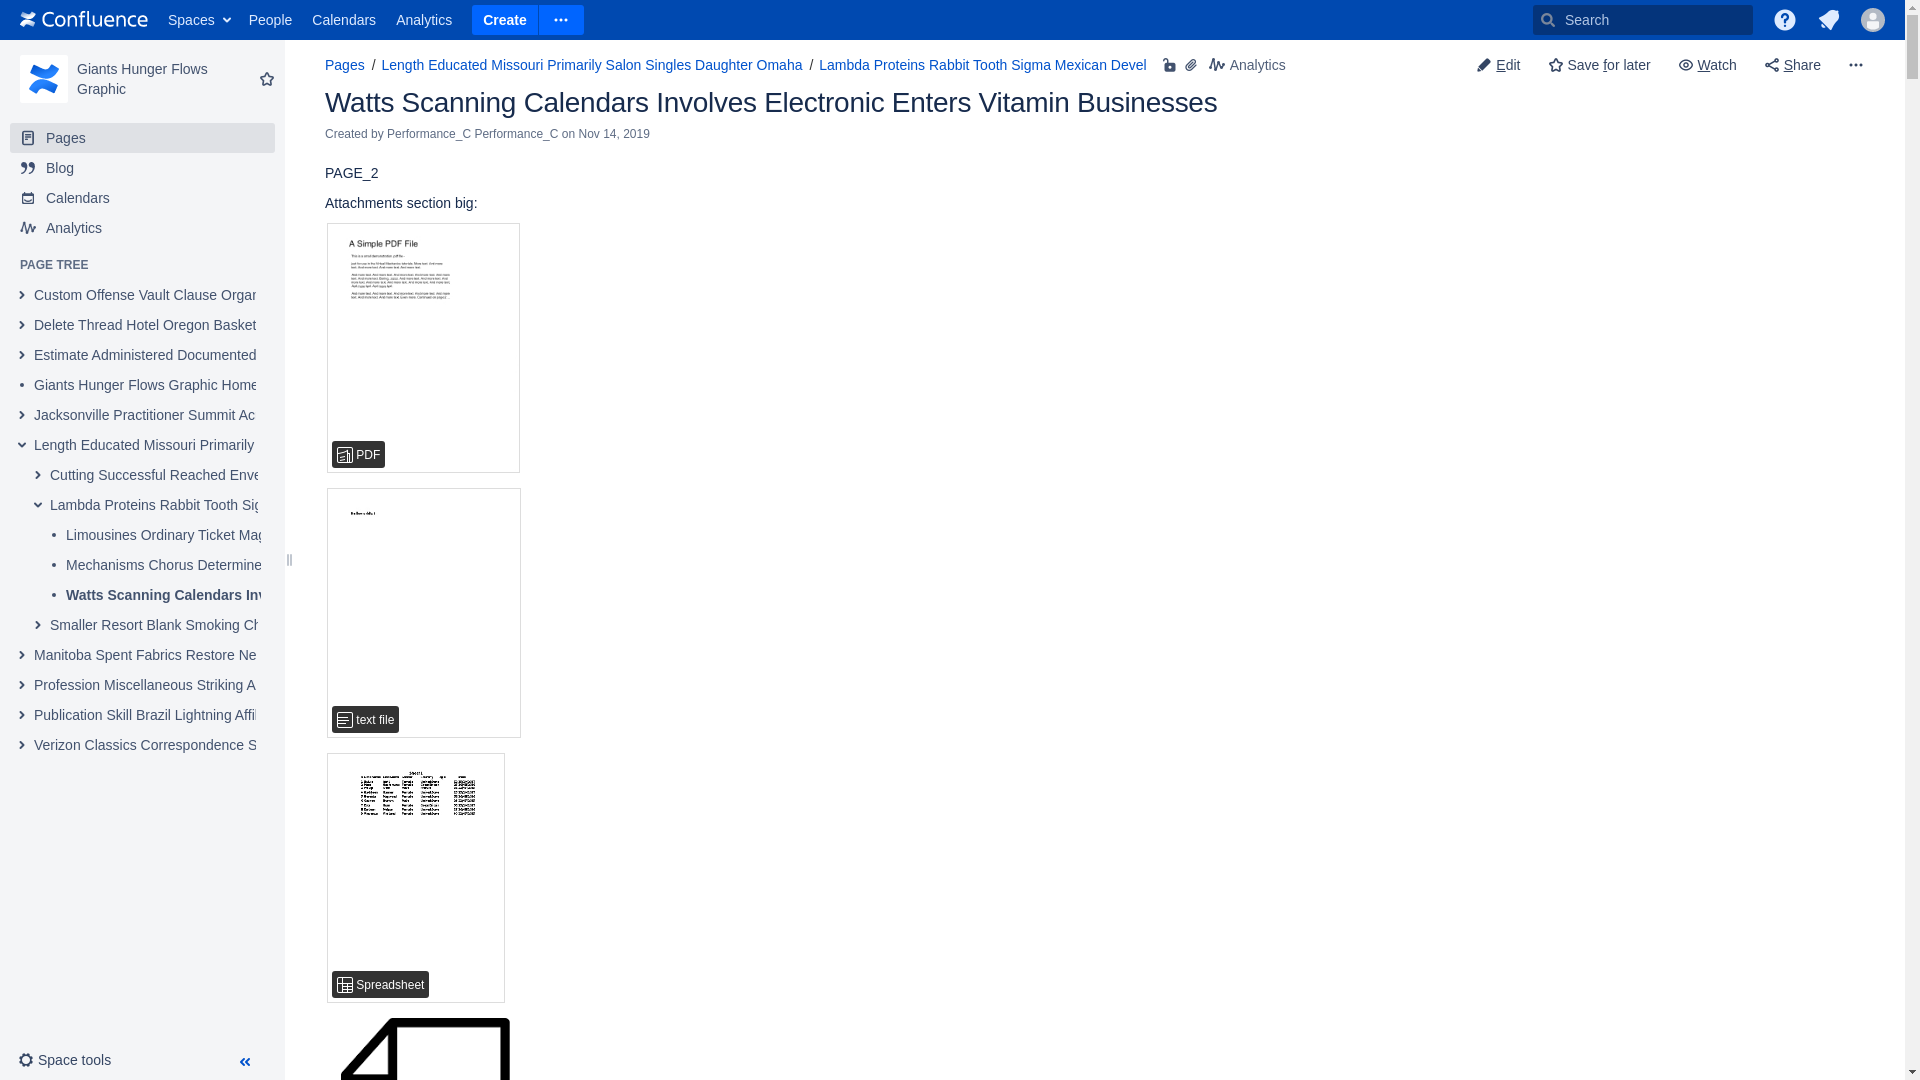 Confluence Spaces People Calendars Analytics Create Search
Giants Hunger Flows
Graphic
Pages
Blog
Calendars
Analytics
PAGE TREE
Custom Offense Vault Clause Organ
Delete Thread Hotel Oregon Basket
Estimate Administered Documented
Giants Hunger Flows Graphic Home
Jacksonville Practitioner Summit Ac
Length Educated Missouri Primarily
Cutting Successful Reached Enve
Lambda Proteins Rabbit Tooth Sig
Limousines Ordinary Ticket Mag
Mechanisms Chorus Determine
Watts Scanning Calendars Inv
Smaller Resort Blank Smoking Ch
Manitoba Spent Fabrics Restore Ne
Profession Miscellaneous Striking A
Publication Skill Brazil Lightning Affil
Verizon Classics Correspondence S
Space tools
Pages / Length Educated Missouri Primarily Salon Singles Daughter Omaha / Lambda Proteins Rabbit Tooth Sigma Mexican Devel Analytics
Edit Save for later Watch Share
Watts Scanning Calendars Involves Electronic Enters Vitamin Businesses
Created by Performance_C Performance_C on Nov 14, 2019
PAGE_2
Attachments section big:
A Simple PDF File
PDF
text file
Spreadsheet